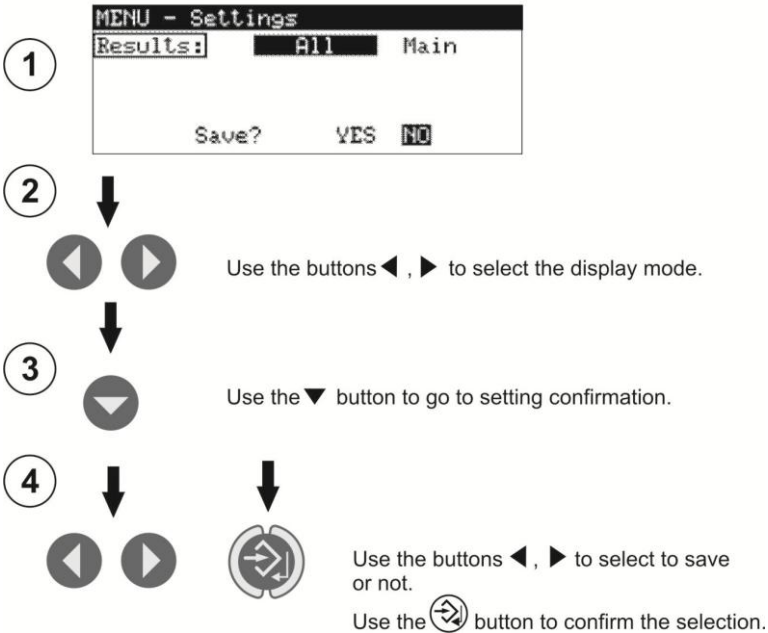 MENU - Settings
1
Results: All Main
Save? YES NO
2
Use the buttons ◀ , ▶ to select the display mode.
3
Use the ▼ button to go to setting confirmation.
4
Use the buttons ◀ , ▶ to select to save
or not.
Use the button to confirm the selection.